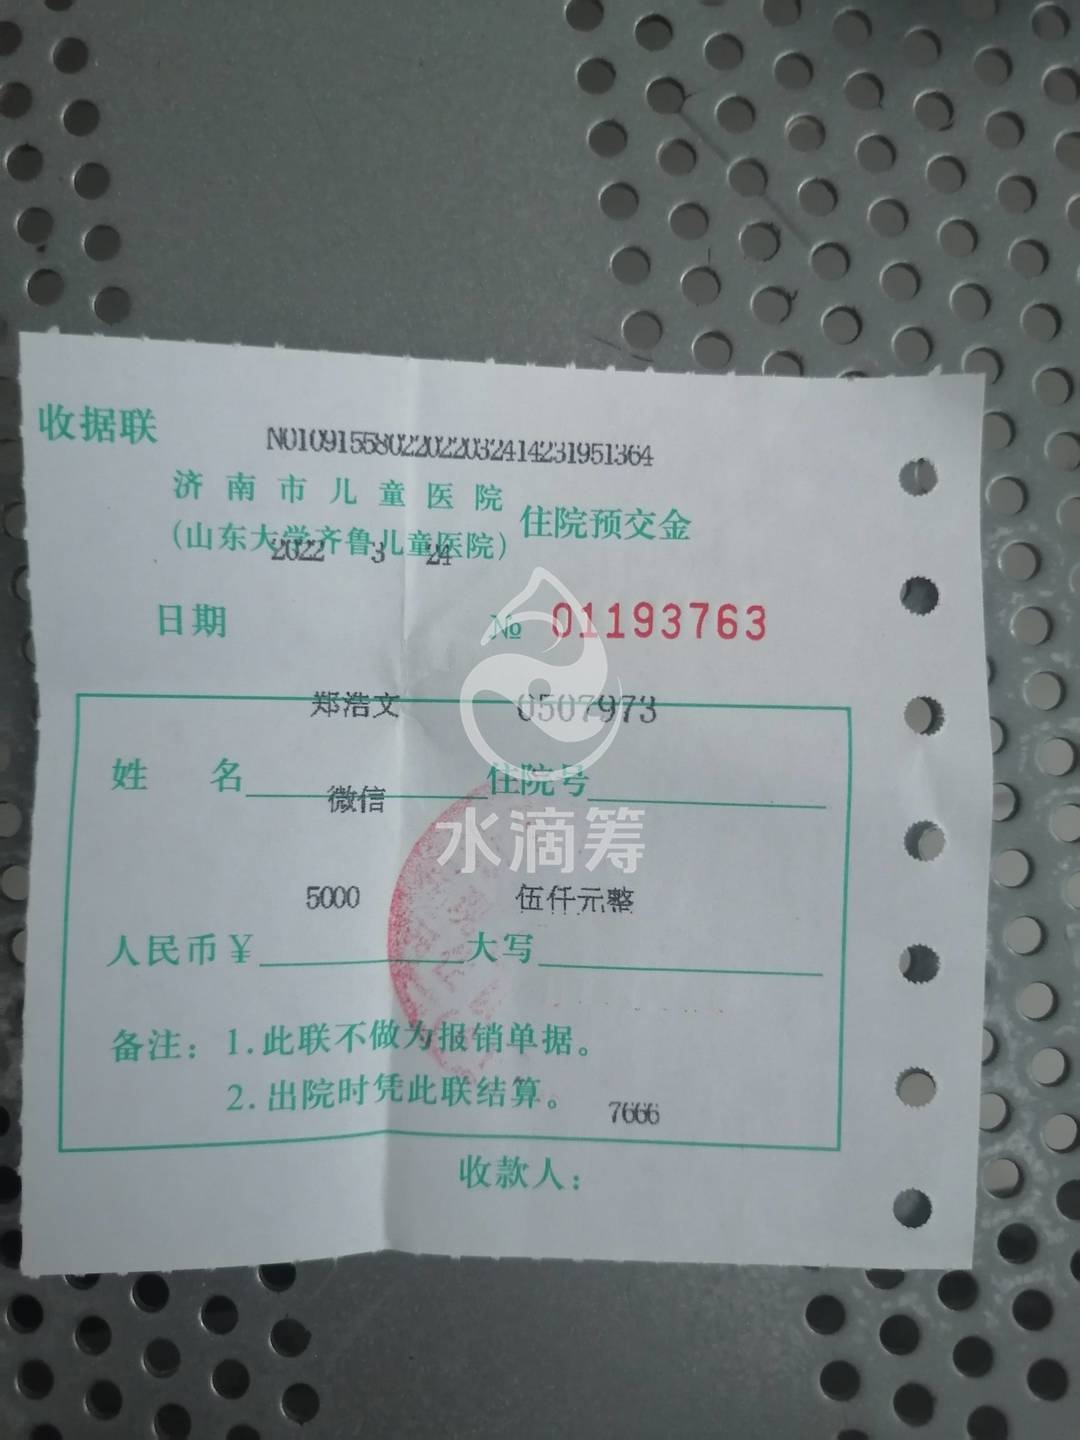 收据联
N0109155802202203241423195​1364
济南市儿童医院
(山东大学齐鲁儿童医院)
住院预交金
2022 3 24
日期
№ 01193763
郑浩文 0507973
姓 名 住院号
微信
水滴筹
5000 伍仟元整
人民币￥ 大写
备注：1.此联不做为报销单据。
2.出院时凭此联结算。
7666
收款人：